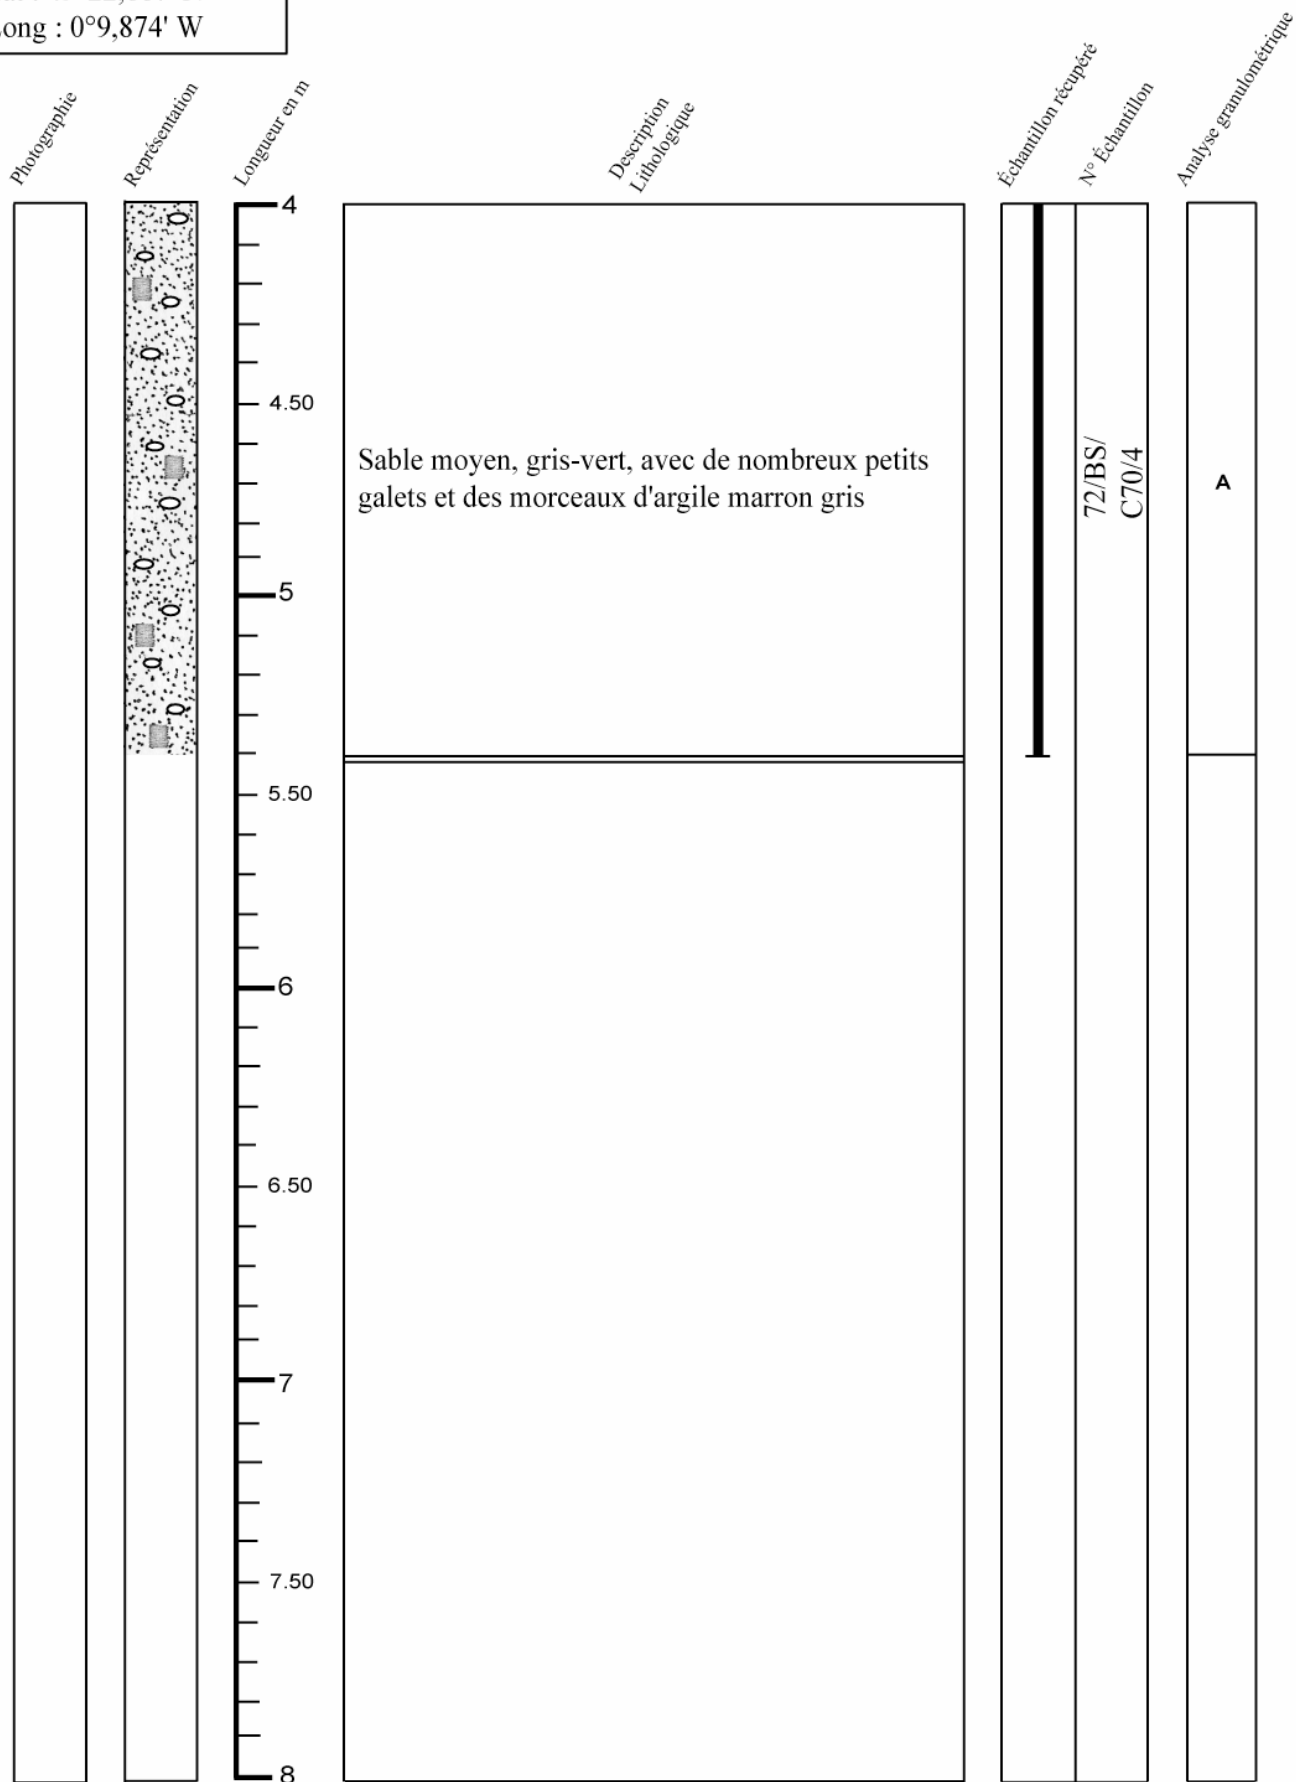 Long : 0°9,874' W
Photographie
Représentation
Longueur en m
Description
Lithologique
Échantillon récupéré
N° Échantillon
Analyse granulométrique
4
4.50
Sable moyen, gris-vert, avec de nombreux petits
galets et des morceaux d'argile marron gris
72/BS/
C70/4
A
5
5.50
6
6.50
7
7.50
8